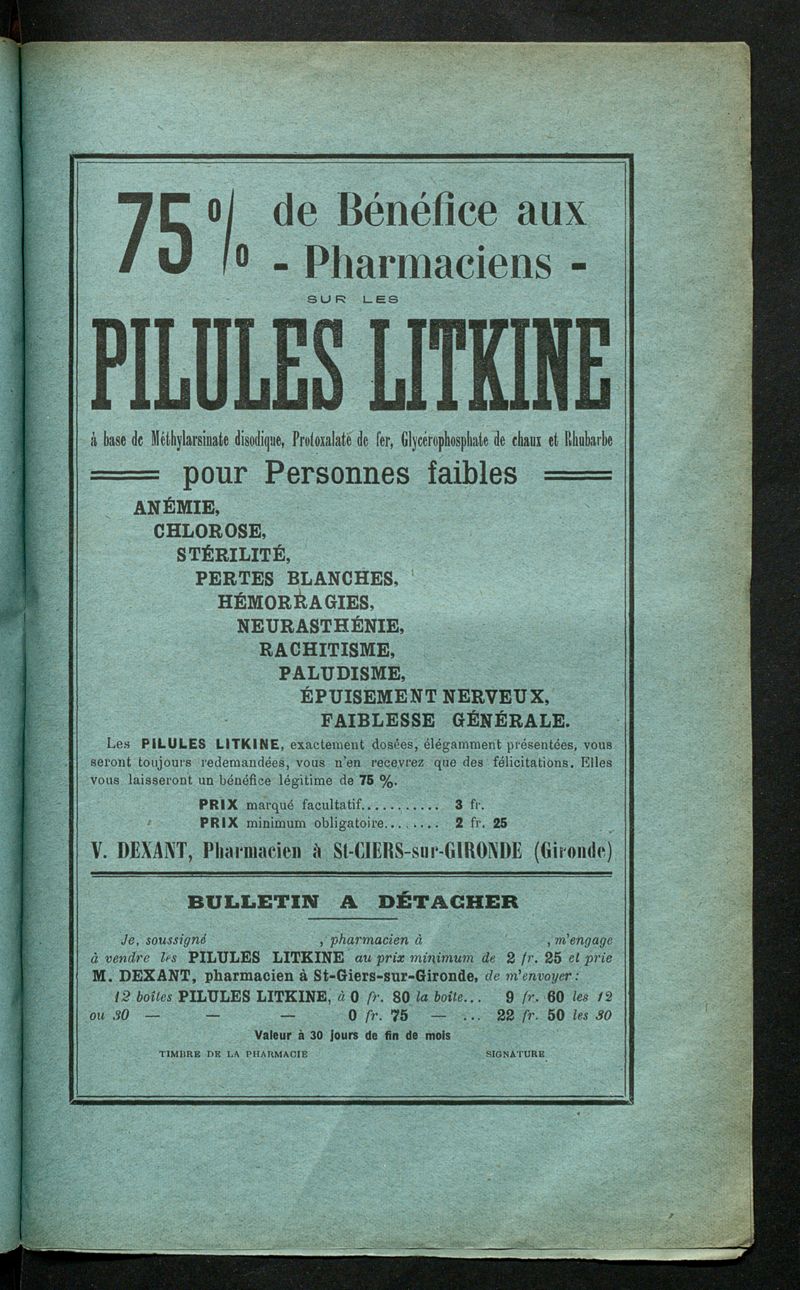 75 % de Bénéfice aux
- Pharmaciens -
SUR LES
PILULES LITKINE
à base de Méthylarsinate disodique, Protoxalate de fer, Glycérophosphate de chaux et Rhubarbe
pour Personnes faibles
ANÉMIE,
CHLOROSE,
STÉRILITÉ,
PERTES BLANCHES,
HÉMORRAGIES,
NEURASTHÉNIE,
RACHITISME,
PALUDISME,
ÉPUISEMENT NERVEUX,
FAIBLESSE GÉNÉRALE.
Les PILULES LITKINE, exactement dosées, élégamment présentées, vous
seront toujours redemandées, vous n'en recevrez que des félicitations. Elles
vous laisseront un bénéfice légitime de 75 %.
PRIX marqué facultatif........... 3 fr.
PRIX minimum obligatoire........ 2 fr. 25
V. DEXANT, Pharmacien à St-CIERS-sur-GIRONDE (Gironde)
BULLETIN A DÉTACHER
Je, soussigné , pharmacien à , m'engage
à vendre les PILULES LITKINE au prix minimum de 2 fr. 25 et prie
M. DEXANT, pharmacien à St-Giers-sur-Gironde, de m'envoyer :
12 boîtes PILULES LITKINE, à 0 fr. 80 la boîte... 9 fr. 60 les 12
ou 30 — — — 0 fr. 75 — ... 22 fr. 50 les 30
Valeur à 30 jours de fin de mois
TIMBRE DE LA PHARMACIE SIGNATURE